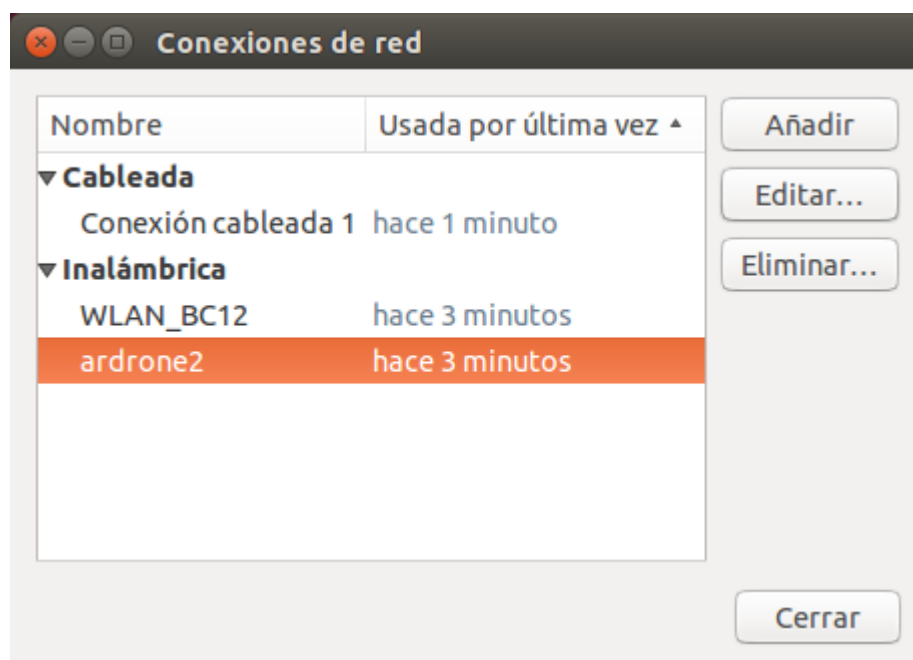 Conexiones de red
Nombre Usada por última vez Añadir
Cableada Editar...
Conexión cableada 1 hace 1 minuto
Inalámbrica Eliminar...
WLAN_BC12 hace 3 minutos
ardrone2 hace 3 minutos
Cerrar